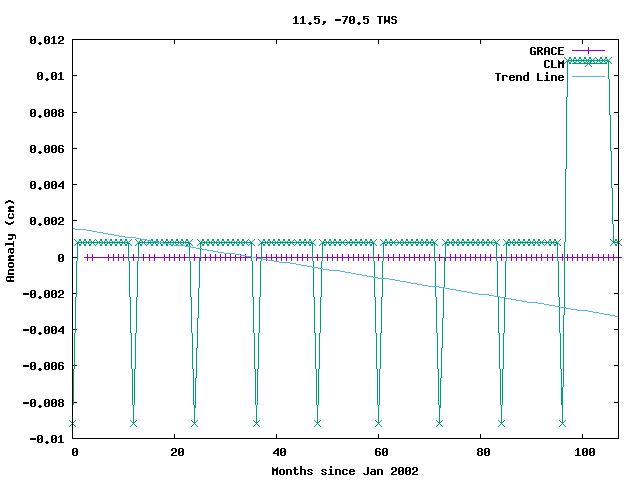 11.5, -70.5 TWS
GRACE
CLM
Trend Line
0.012
0.01
0.008
0.006
0.004
0.002
0
-0.002
-0.004
-0.006
-0.008
-0.01
Anomaly (cm)
0 20 40 60 80 100
Months since Jan 2002